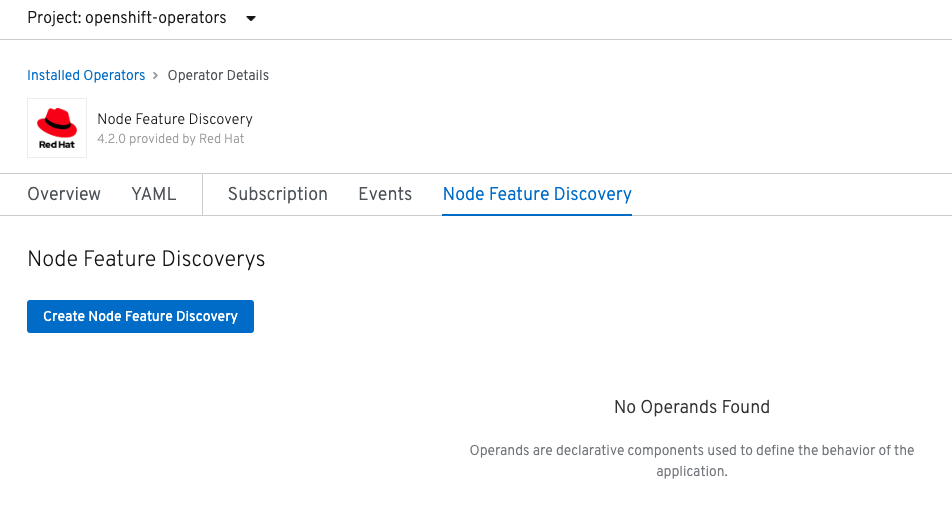 Project: openshift-operators
Installed Operators > Operator Details
Red Hat
Node Feature Discovery
4.2.0 provided by Red Hat
Overview YAML Subscription Events Node Feature Discovery
Node Feature Discoverys
Create Node Feature Discovery
No Operands Found
Operands are declarative components used to define the behavior of the
application.